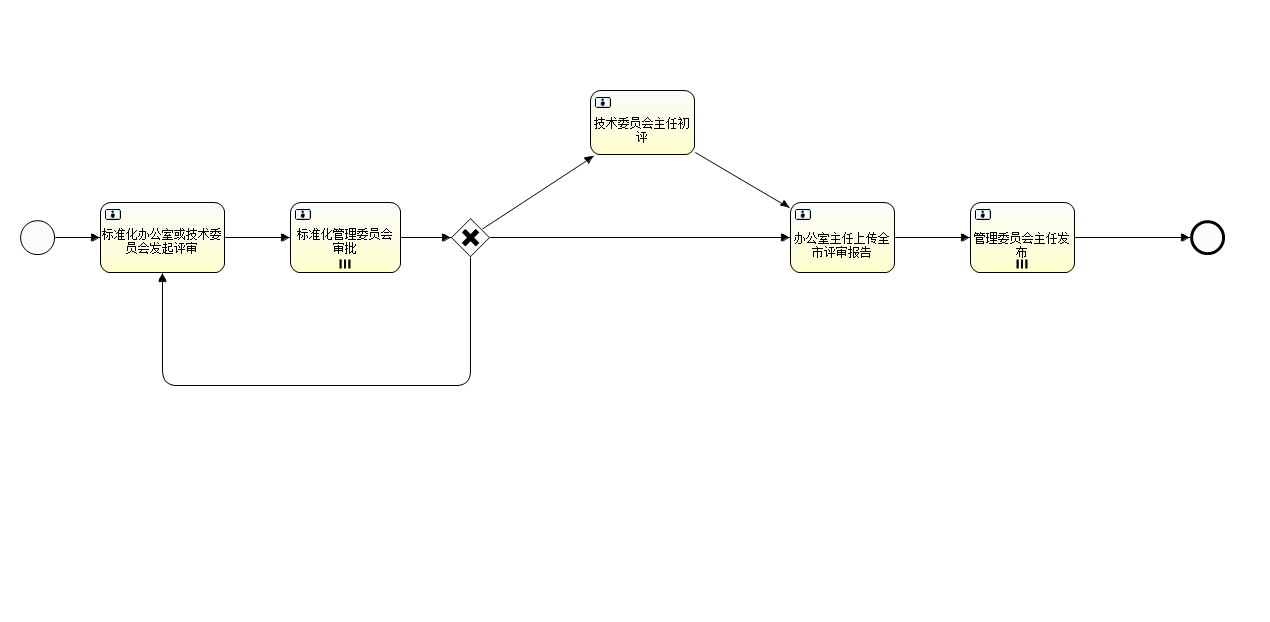 标准化办公室或技术委
员会发起评审
标准化管理委员会
审批
技术委员会主任初
评
办公室主任上传全
市评审报告
管理委员会主任发
布